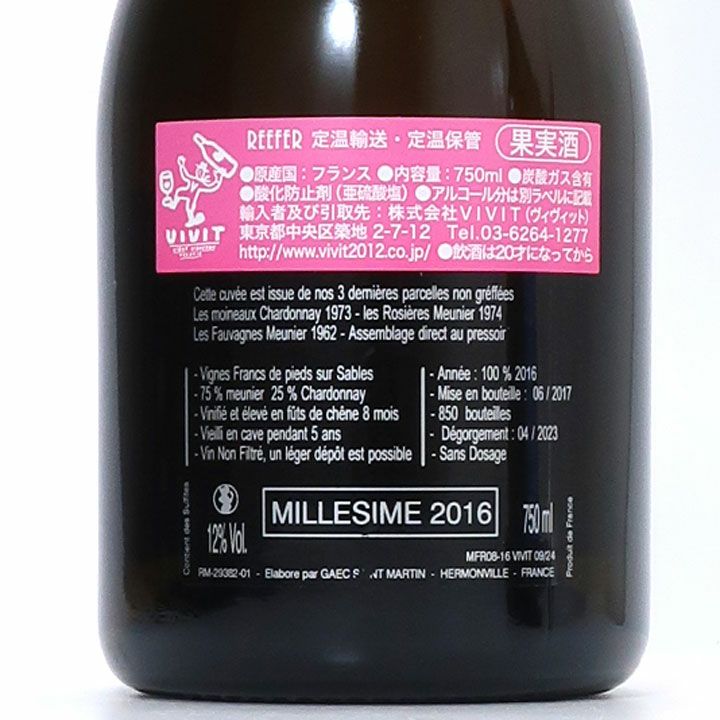 REEFER 定温輸送・定温保管 果実酒
●原産国：フランス ●内容量：750ml ●炭酸ガス含有
●酸化防止剤（亜硫酸塩）●アルコール分は別ラベルに記載
輸入者及び引取先：株式会社VIVIT（ヴィヴィット）
東京都中央区築地 2-7-12 Tel.03-6264-1277
http://www.vivit2012.co.jp/ ●飲酒は20才になってから
VIVIT
Cette cuvée est issue de nos 3 dernières parcelles non gréffées
Les moineaux Chardonnay 1973 - les Rosières Meunier 1974
Les Fauvagnes Meunier 1962 - Assemblage direct au pressoir
- Vignes Francs de pieds sur Sables
- 75 % meunier 25 % Chardonnay
- Vinifié et élevé en fûts de chêne 8 mois
- Vieilli en cave pendant 5 ans
- Vin Non Filtré, un léger dépôt est possible
- Année : 100 % 2016
- Mise en bouteille : 06 / 2017
- 850 bouteilles
- Dégorgement : 04 / 2023
- Sans Dosage
Contient des Sulfites
12% Vol.
MILLESIME 2016
750 ml
Produit de France
MFR08-16 VIVIT 09/24
RM-29382-01 - Elabore par GAEC SAINT MARTIN - HERMONVILLE - FRANCE